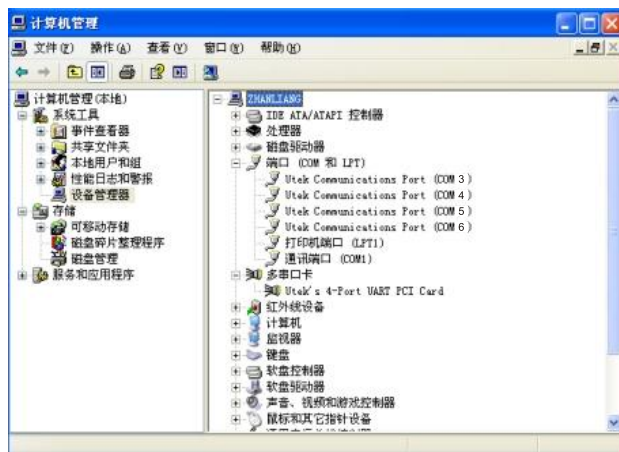 计算机管理
文件(F) 操作(A) 查看(V) 窗口(W) 帮助(H)
计算机管理(本地)
系统工具
事件查看器
共享文件夹
本地用户和组
性能日志和警报
设备管理器
存储
可移动存储
磁盘碎片整理程序
磁盘管理
服务和应用程序
ZHANLIANG
IDE ATA/ATAPI 控制器
处理器
磁盘驱动器
端口 (COM 和 LPT)
Utek Communications Port (COM 3)
Utek Communications Port (COM 4)
Utek Communications Port (COM 5)
Utek Communications Port (COM 6)
打印机端口 (LPT1)
通讯端口 (COM1)
多串口卡
Utek's 4-Port UART PCI Card
红外线设备
计算机
监视器
键盘
软盘控制器
软盘驱动器
声音、视频和游戏控制器
鼠标和其它指针设备